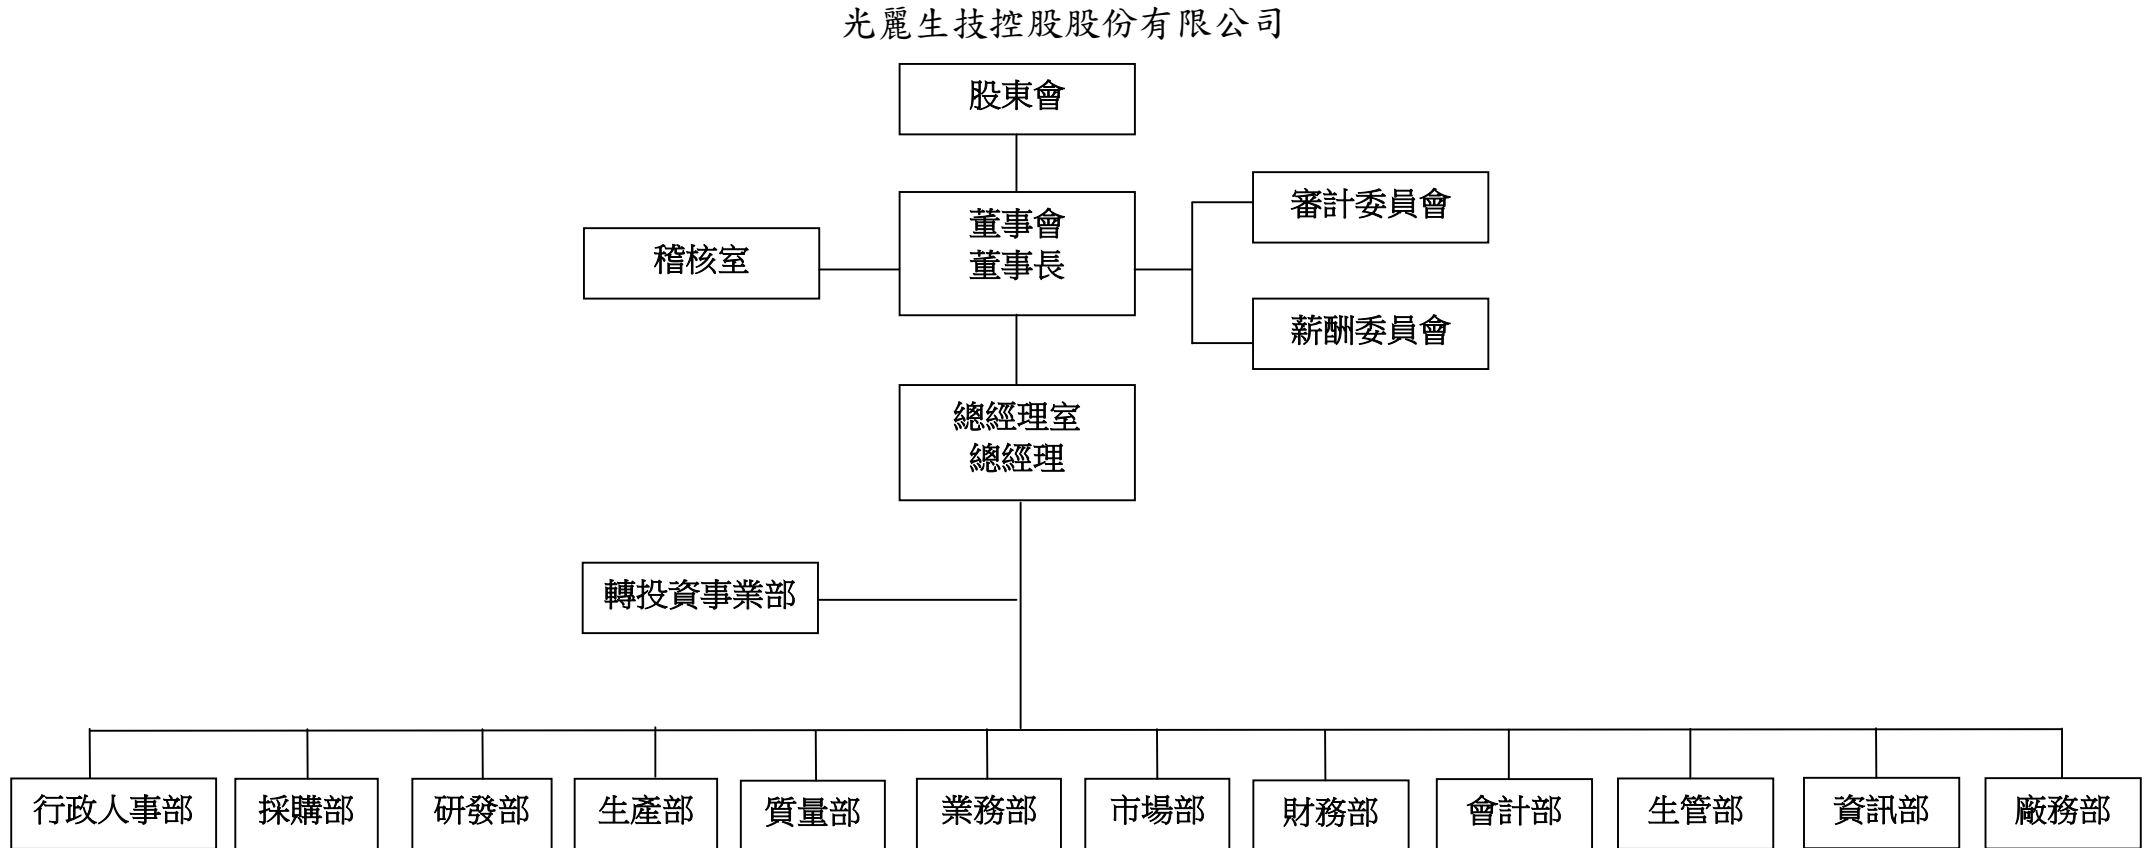 光麗生技控股股份有限公司
股東會
董事會
董事長
稽核室
審計委員會
薪酬委員會
總經理室
總經理
轉投資事業部
行政人事部
採購部
研發部
生產部
質量部
業務部
市場部
財務部
會計部
生管部
資訊部
廠務部